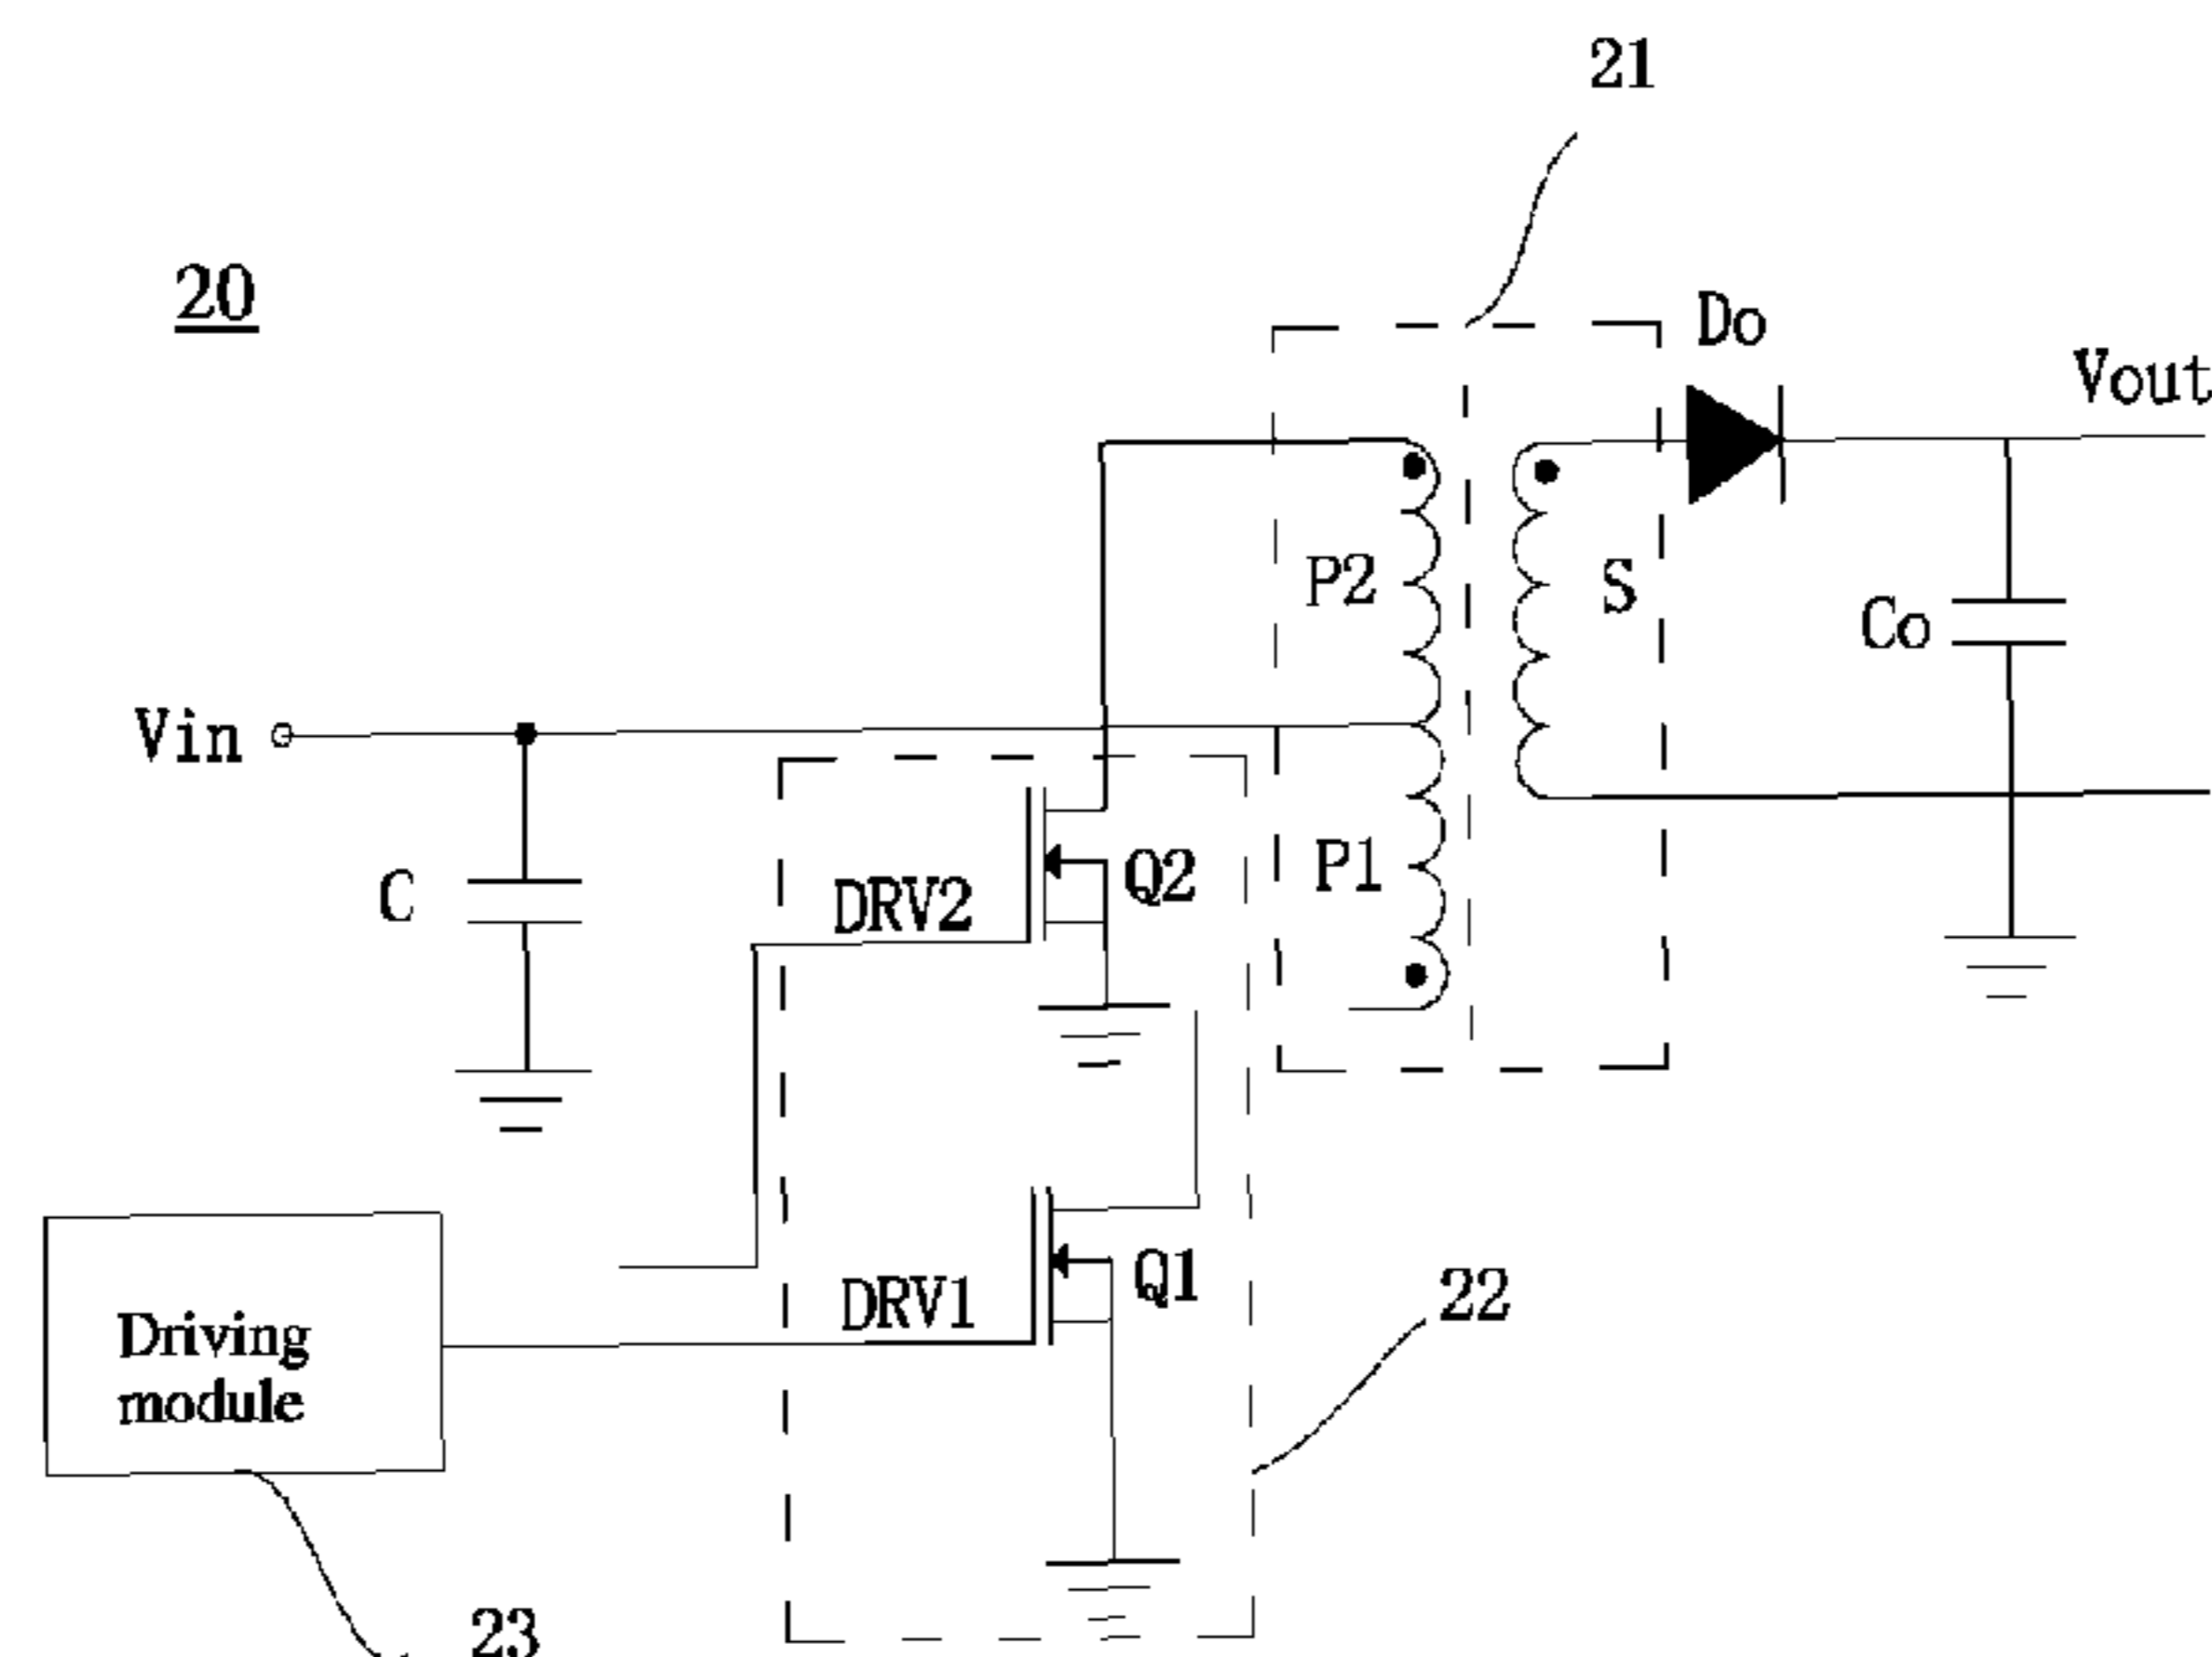 21
20
Do
Vout
P2
S
Co
Vin
P1
Q2
C
DRV2
Q1
22
DRV1
Driving
module
23